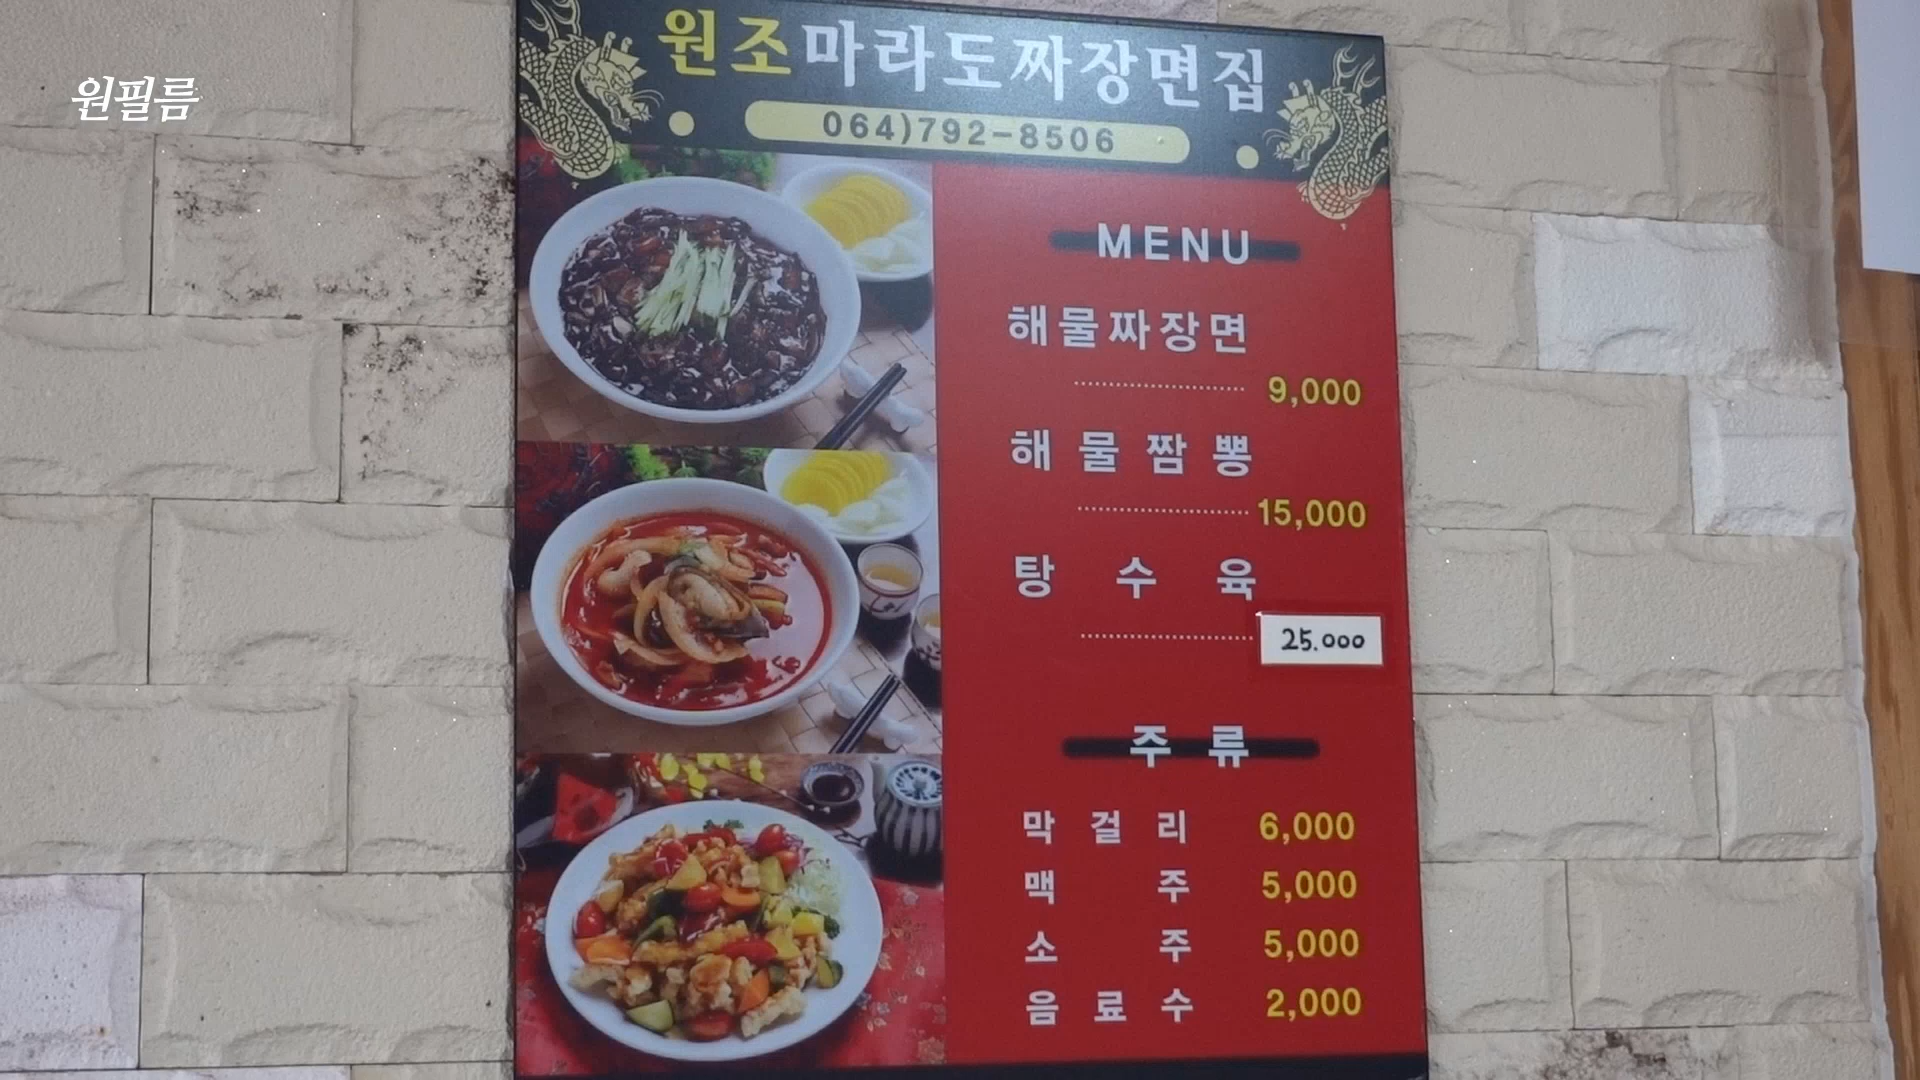 원필름
원조마라도짜장면집
064)792-8506
MENU
해물짜장면
9,000
해물짬뽕
15,000
탕수육
25.000
주류
막걸리 6,000
맥주 5,000
소주 5,000
음료수 2,000